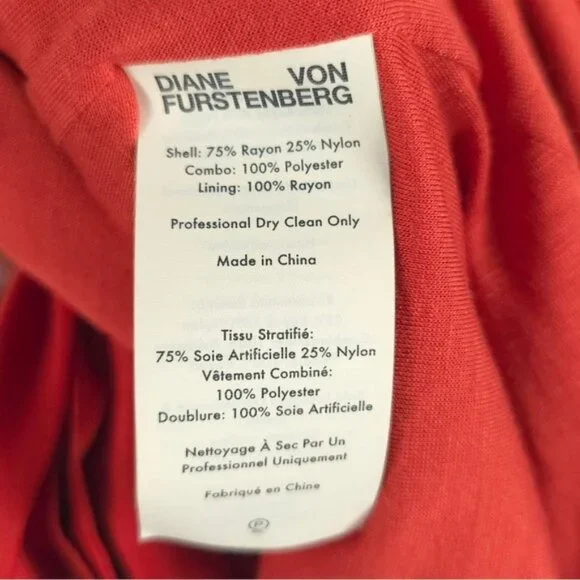 DIANE VON
FURSTENBERG
Shell: 75% Rayon 25% Nylon
Combo: 100% Polyester
Lining: 100% Rayon
Professional Dry Clean Only
Made in China
Tissu Stratifié:
75% Soie Artificielle 25% Nylon
Vêtement Combiné:
100% Polyester
Doublure: 100% Soie Artificielle
Nettoyage À Sec Par Un
Professionnel Uniquement
Fabriqué en Chine
P